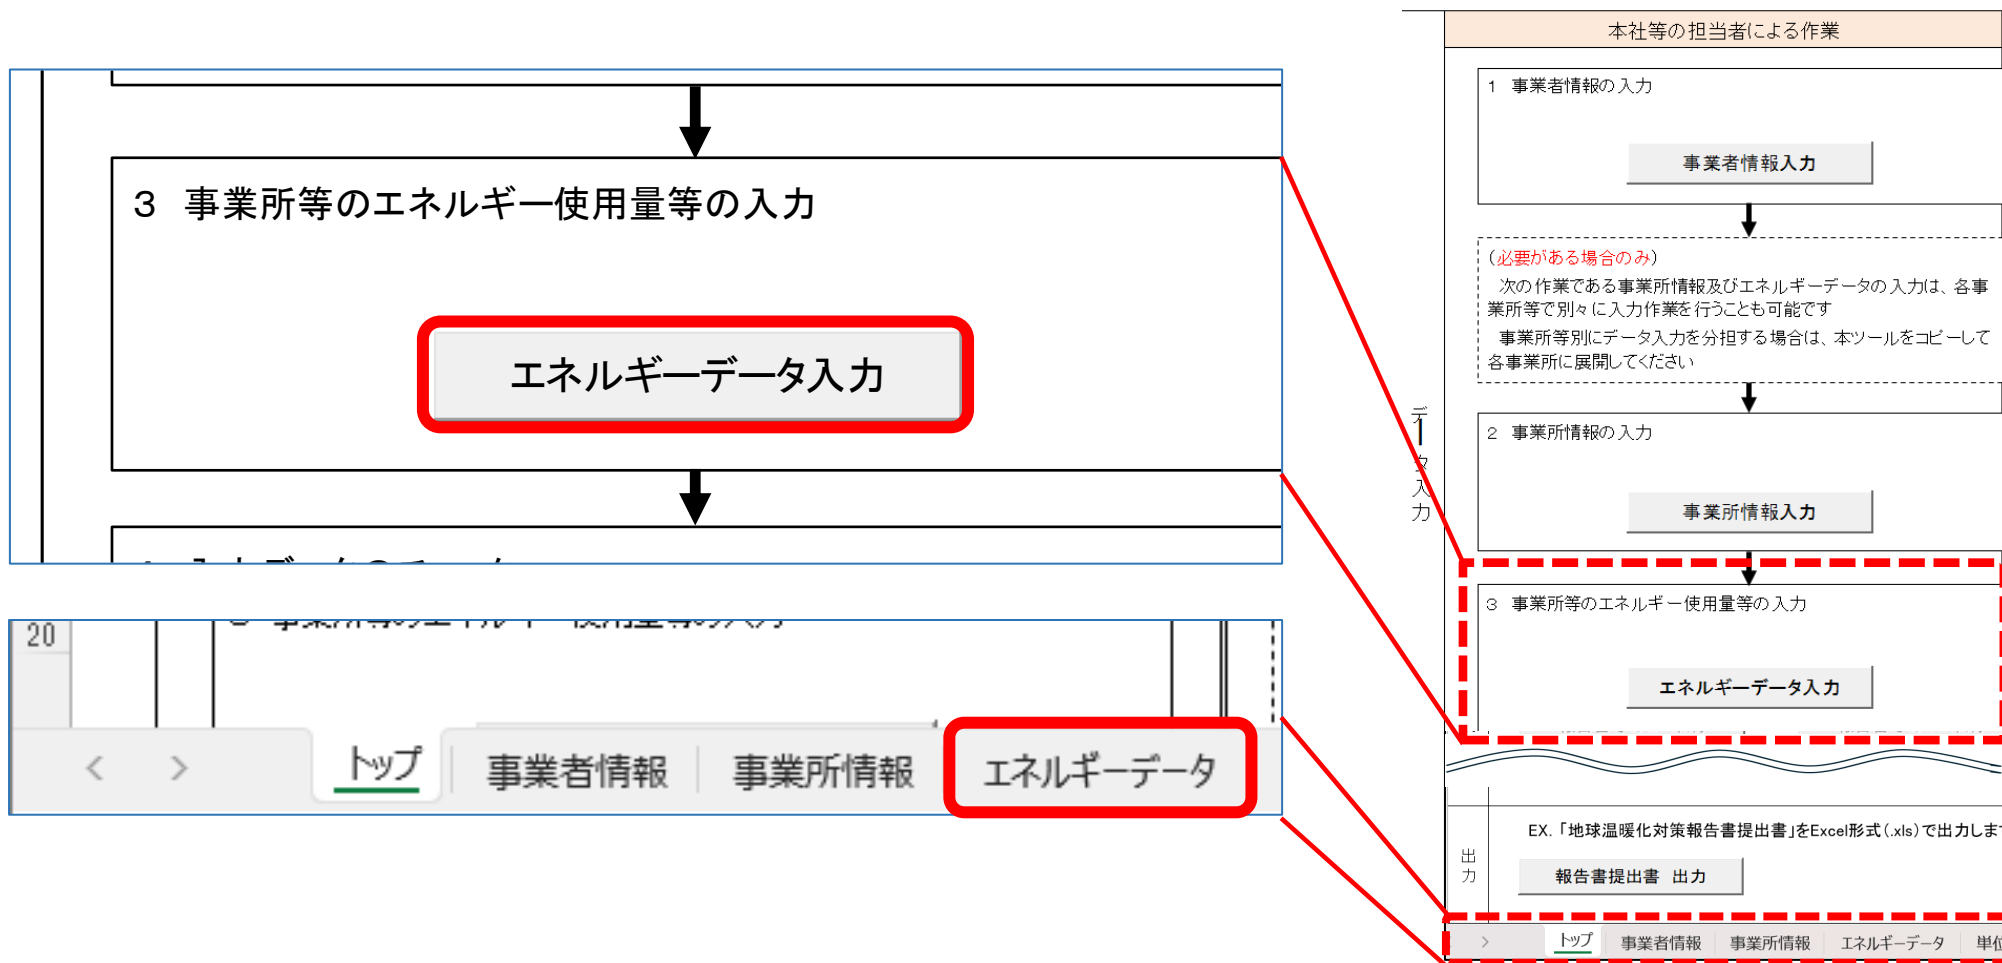 3 事業所等のエネルギー使用量等の入力
エネルギーデータ入力
20
トップ
事業者情報
事業所情報
エネルギーデータ
本社等の担当者による作業
データ入力
1 事業者情報の入力
事業者情報入力
(必要がある場合のみ)
次の作業である事業所情報及びエネルギーデータの入力は、各事
業所等で別々に入力作業を行うことも可能です
事業所等別にデータ入力を分担する場合は、本ツールをコピーして
各事業所に展開してください
2 事業所情報の入力
事業所情報入力
3 事業所等のエネルギー使用量等の入力
エネルギーデータ入力
出力
EX.「地球温暖化対策報告書提出書」をExcel形式(.xls)で出力しま
報告書提出書 出力
トップ
事業者情報
事業所情報
エネルギーデータ
単位